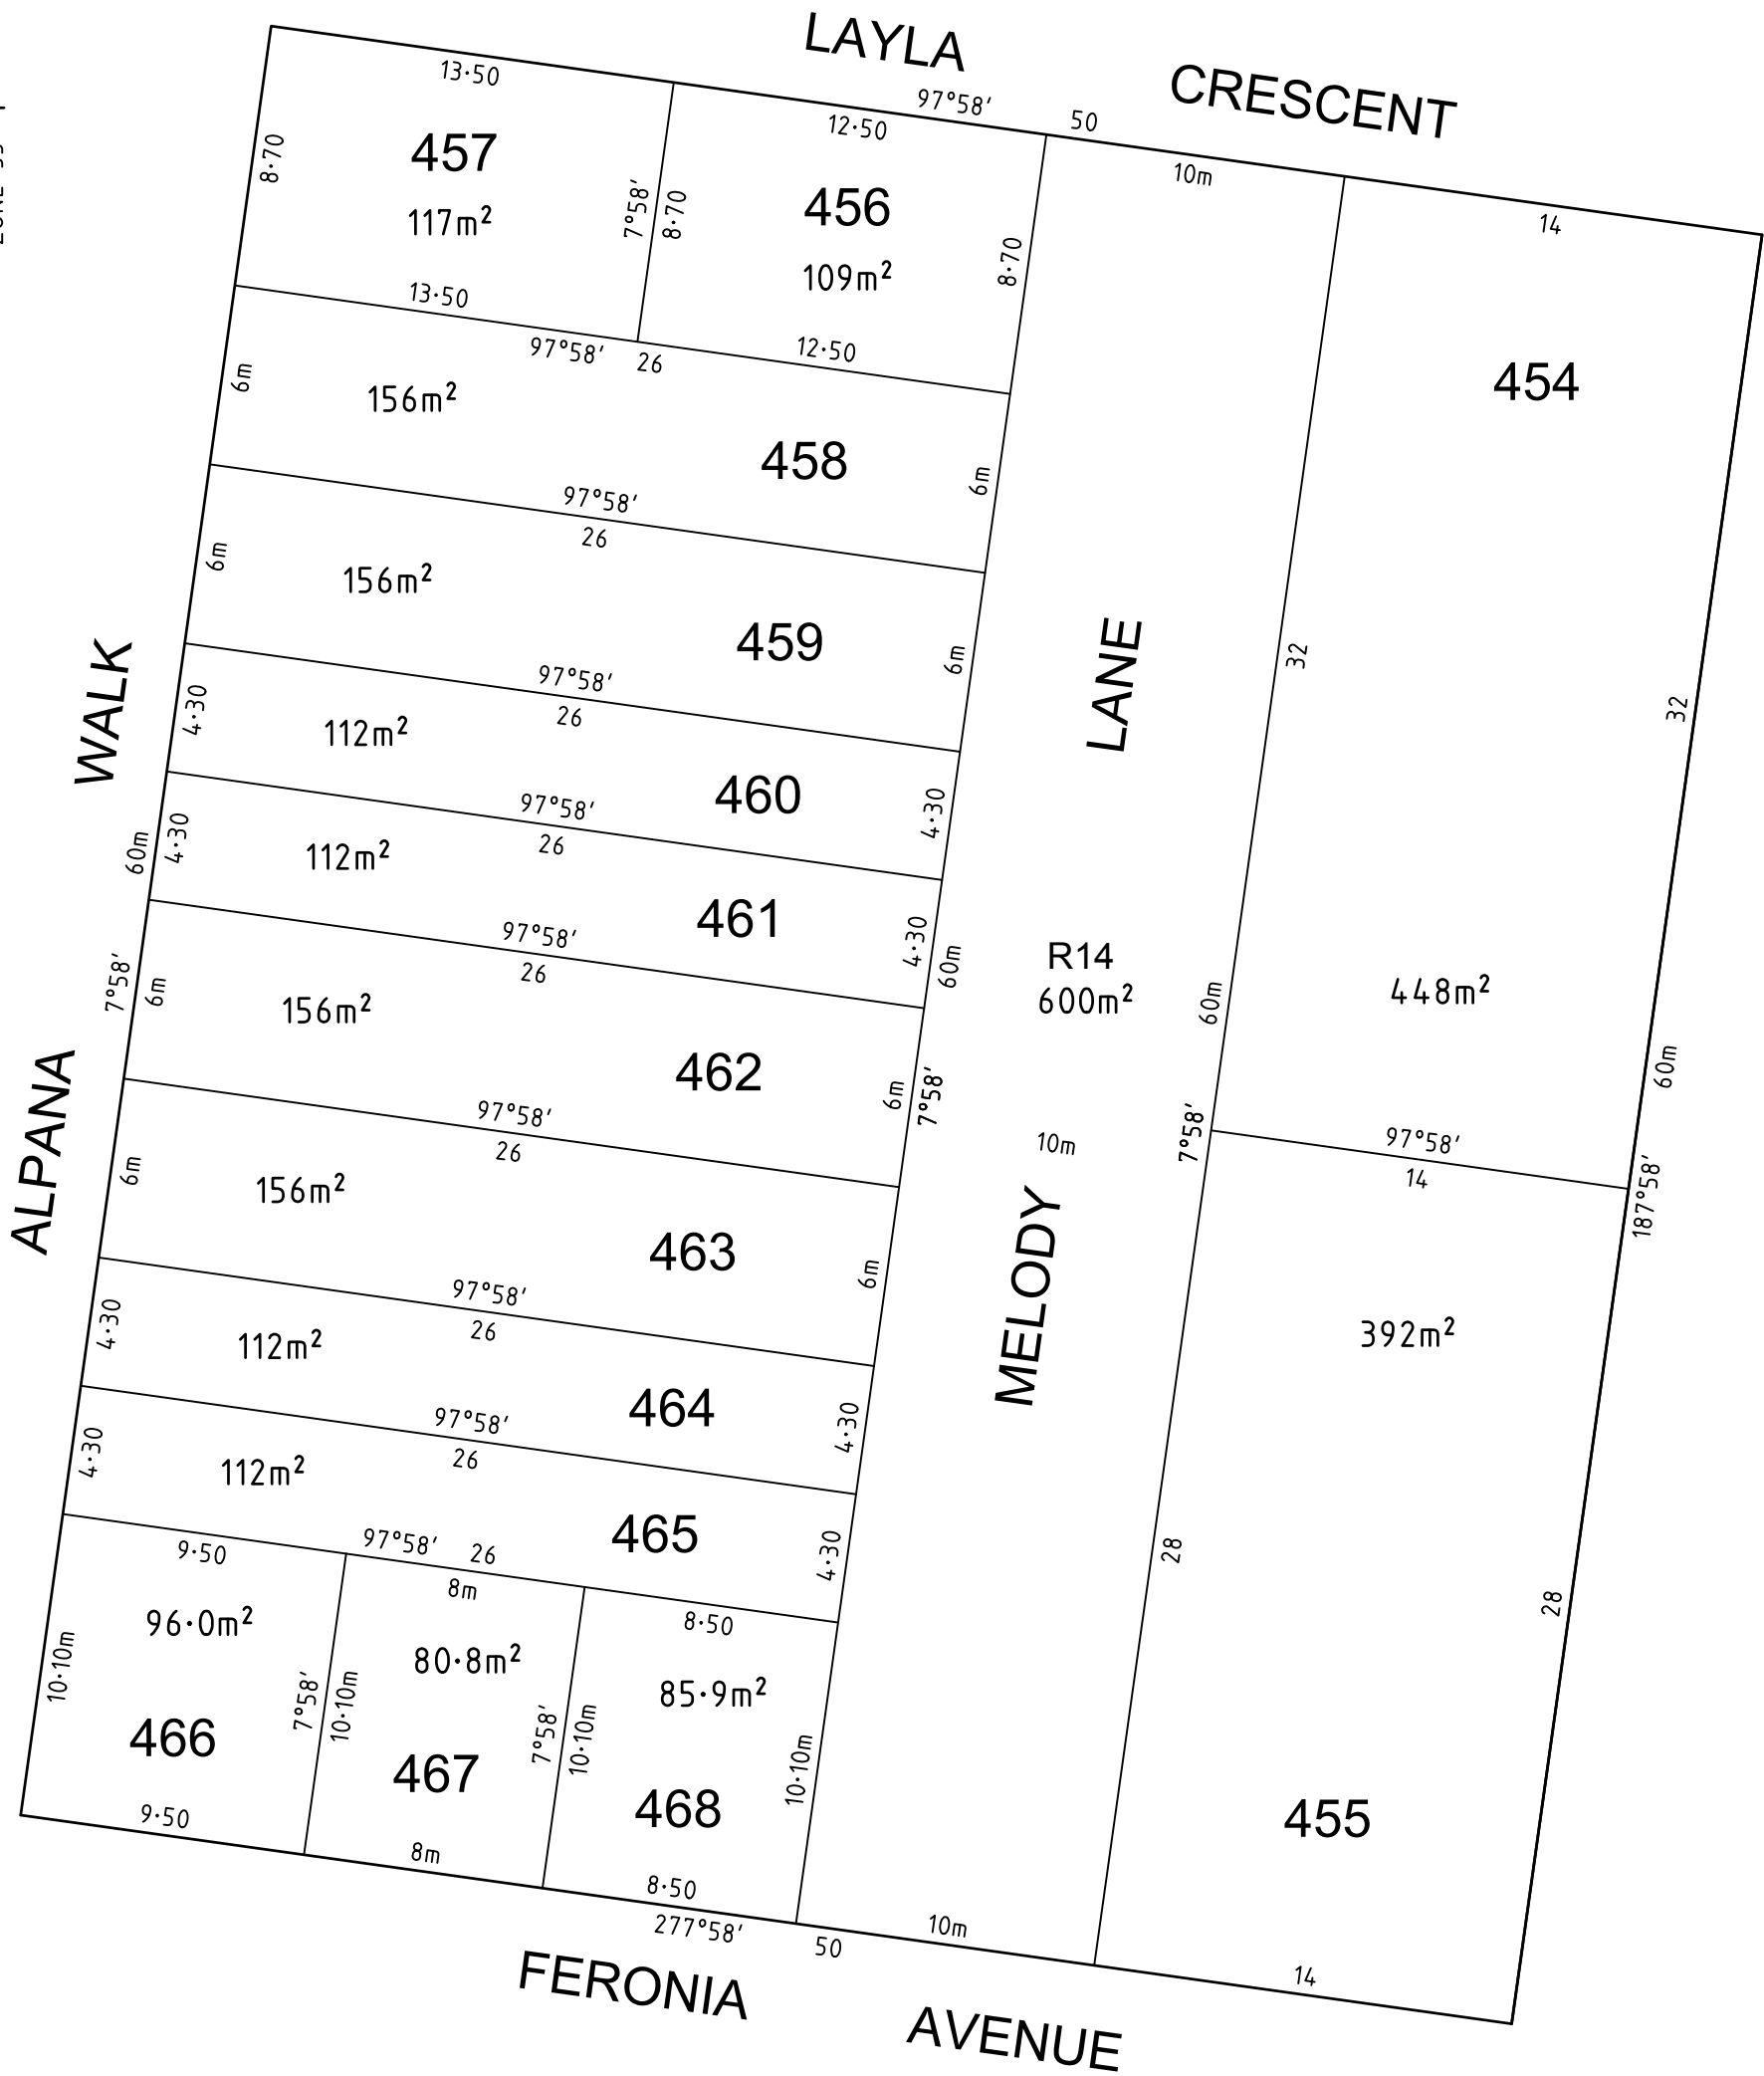 LAYLA
CRESCENT
97°58'
50
13·50
12·50
10m
14
8·70
457
117m²
7°58'
8·70
456
109m²
8·70
13·50
12·50
97°58'
26
454
6m
156m²
458
6m
97°58'
26
6m
156m²
459
6m
97°58'
26
WALK
LANE
32
32
4·30
112m²
460
4·30
97°58'
26
60m
4·30
112m²
461
4·30
97°58'
26
60m
R14
600m²
60m
448m²
7°58'
6m
156m²
462
6m
7°58'
97°58'
26
10m
7°58'
60m
97°58'
14
187°58'
ALPANA
6m
156m²
463
6m
97°58'
26
MELODY
392m²
4·30
112m²
464
4·30
97°58'
26
4·30
112m²
465
4·30
97°58'
26
28
28
9·50
8m
8·50
10·10m
96·0m²
466
7°58'
10·10m
80·8m²
467
7°58'
10·10m
85·9m²
468
10·10m
455
9·50
8m
8·50
277°58'
50
10m
14
FERONIA
AVENUE